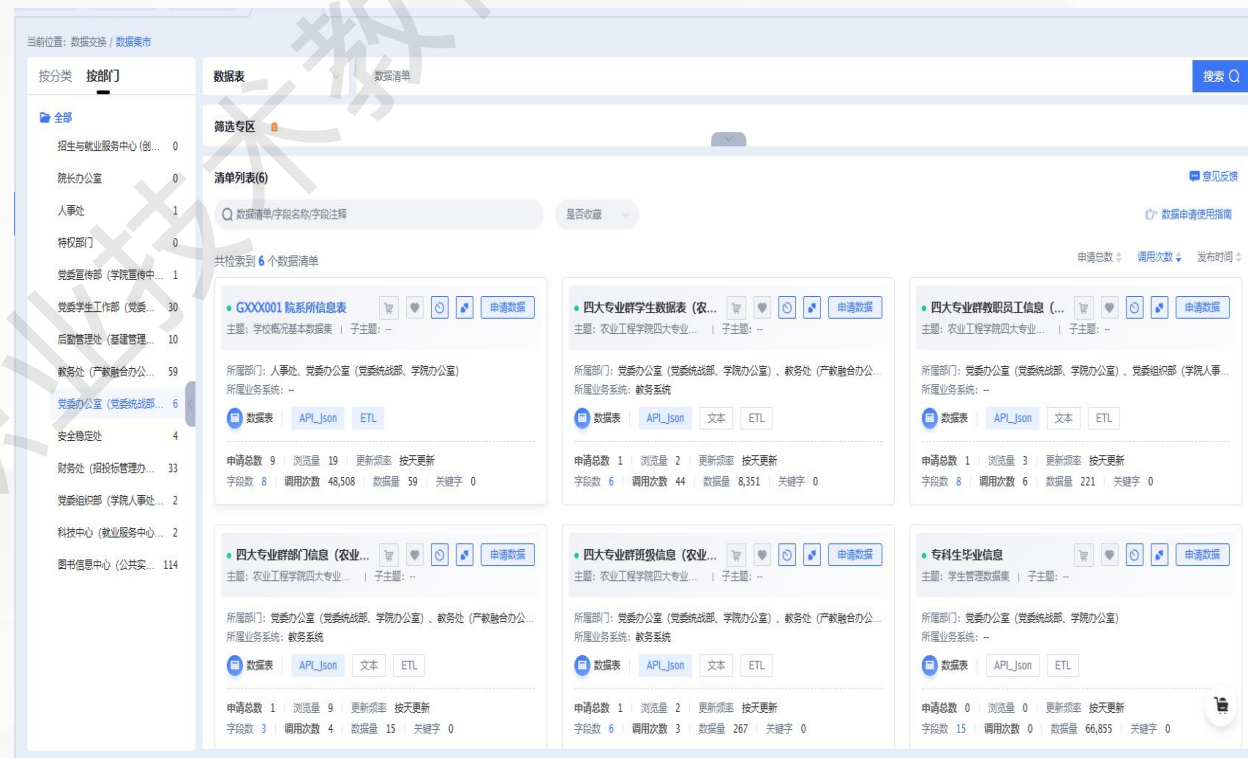 当前位置：数据交换 / 数据集市
按分类 按部门
全部
招生与就业服务中心 (创... 0
院长办公室 0
人事处 1
特权部门 0
党委宣传部 (学院宣传中... 1
党委学生工作部 (党委... 30
后勤管理处 (基建管理... 10
教务处 (产教融合办公... 59
党委办公室 (党委统战部... 6
安全稳定处 4
财务处 (招投标管理办... 33
党委组织部 (学院人事处... 2
科技中心 (就业服务中心... 2
图书信息中心 (公共实... 114
数据表 数据清单 搜索
筛选专区
清单列表(6) 意见反馈
数据清单/字段名称/字段注释 是否收藏 数据申请使用指南
共检索到 6 个数据清单 申请总数 调用次数 发布时间
GXXX001 院系所信息表 申请数据
主题: 学校概况基本数据集 | 子主题: --
所属部门: 人事处、党委办公室 (党委统战部、学院办公室)
所属业务系统: --
数据表 API_Json ETL
申请总数 9 浏览量 19 更新频率 按天更新
字段数 8 调用次数 48,508 数据量 59 关键字 0
四大专业群学生数据表 (农... 申请数据
主题: 农业工程学院四大专业... | 子主题: --
所属部门: 党委办公室 (党委统战部、学院办公室) 、教务处 (产教融合办公...
所属业务系统: 教务系统
数据表 API_Json 文本 ETL
申请总数 1 浏览量 2 更新频率 按天更新
字段数 6 调用次数 44 数据量 8,351 关键字 0
四大专业群教职员工信息 (... 申请数据
主题: 农业工程学院四大专业... | 子主题: --
所属部门: 党委办公室 (党委统战部、学院办公室) 、党委组织部 (学院人事...
所属业务系统: --
数据表 API_Json 文本 ETL
申请总数 1 浏览量 3 更新频率 按天更新
字段数 8 调用次数 6 数据量 221 关键字 0
四大专业群部门信息 (农业... 申请数据
主题: 农业工程学院四大专业... | 子主题: --
所属部门: 党委办公室 (党委统战部、学院办公室) 、教务处 (产教融合办公...
所属业务系统: 教务系统
数据表 API_Json 文本 ETL
申请总数 1 浏览量 9 更新频率 按天更新
字段数 3 调用次数 4 数据量 15 关键字 0
四大专业群班级信息 (农业... 申请数据
主题: 农业工程学院四大专业... | 子主题: --
所属部门: 党委办公室 (党委统战部、学院办公室) 、教务处 (产教融合办公...
所属业务系统: 教务系统
数据表 API_Json 文本 ETL
申请总数 1 浏览量 2 更新频率 按天更新
字段数 6 调用次数 3 数据量 267 关键字 0
专科生毕业信息 申请数据
主题: 学生管理数据集 | 子主题: --
所属部门: 党委办公室 (党委统战部、学院办公室)
所属业务系统: --
数据表 API_Json ETL
申请总数 0 浏览量 0 更新频率 按天更新
字段数 15 调用次数 0 数据量 66,855 关键字 0
业技术教